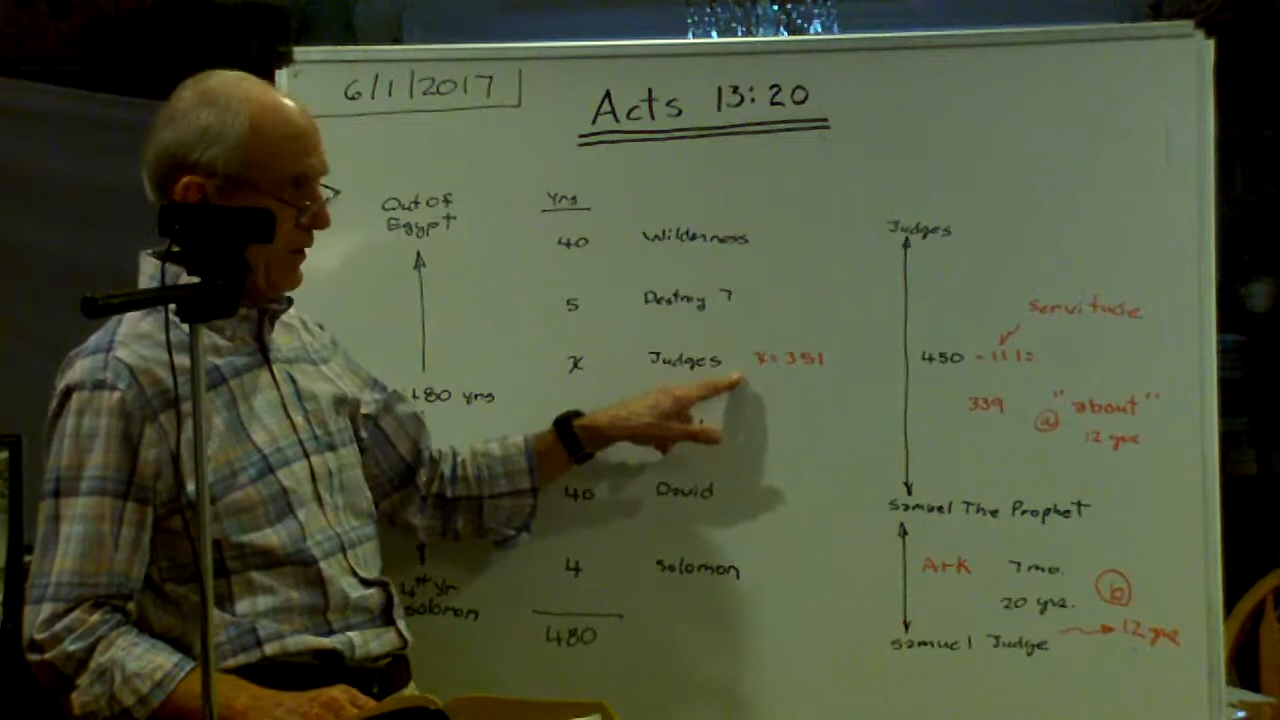 6/1/2017
Acts 13:20
Out Of
Egypt
480 yrs
4th yr
Solomon
Yrs
40 Wilderness
5 Destroy 7
x Judges x= 351
40 David
4 Solomon
480
Judges
servitude
450 - 111=
339 "about"
a 12 yrs
Samuel The Prophet
Ark 7 mo.
20 yrs. b
Samuel Judge → 12 yrs